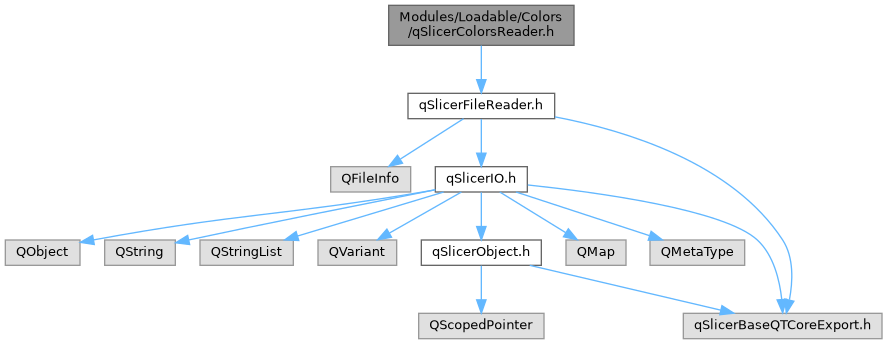 Modules/Loadable/Colors
/qSlicerColorsReader.h
qSlicerFileReader.h
QFileInfo
qSlicerIO.h
QObject
QString
QStringList
QVariant
qSlicerObject.h
QMap
QMetaType
QScopedPointer
qSlicerBaseQTCoreExport.h